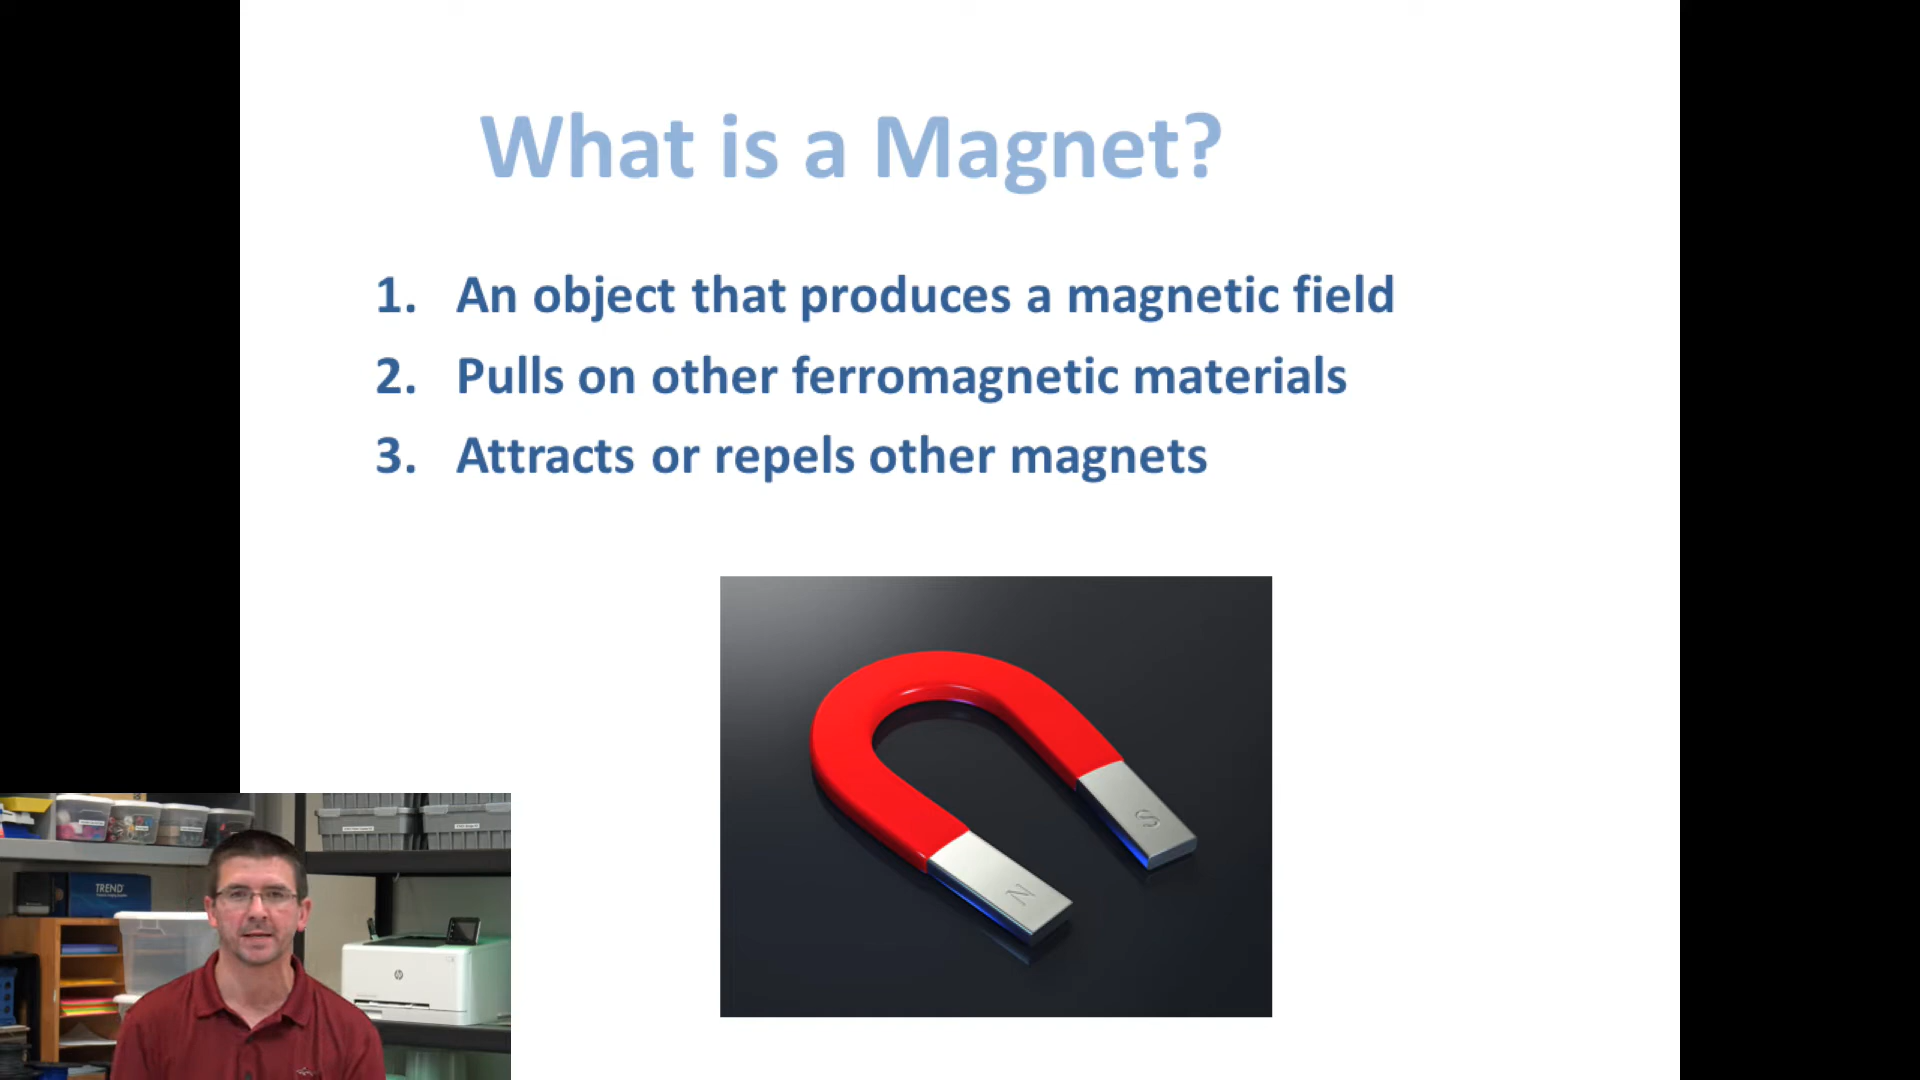 What is a Magnet?
1. An object that produces a magnetic field
2. Pulls on other ferromagnetic materials
3. Attracts or repels other magnets
S
N
TREND
hp